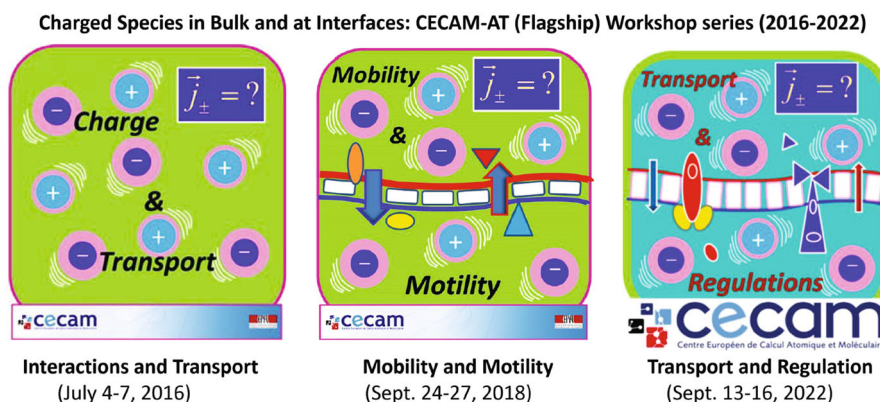 Charged Species in Bulk and at Interfaces: CECAM-AT (Flagship) Workshop series (2016-2022)
j± = ?
Charge
&
Transport
cecam
Interactions and Transport
(July 4-7, 2016)
Mobility
j± = ?
&
Motility
cecam
Mobility and Motility
(Sept. 24-27, 2018)
Transport
j± = ?
&
Regulations
cecam
Centre Européen de Calcul Atomique et Moléculair
Transport and Regulation
(Sept. 13-16, 2022)